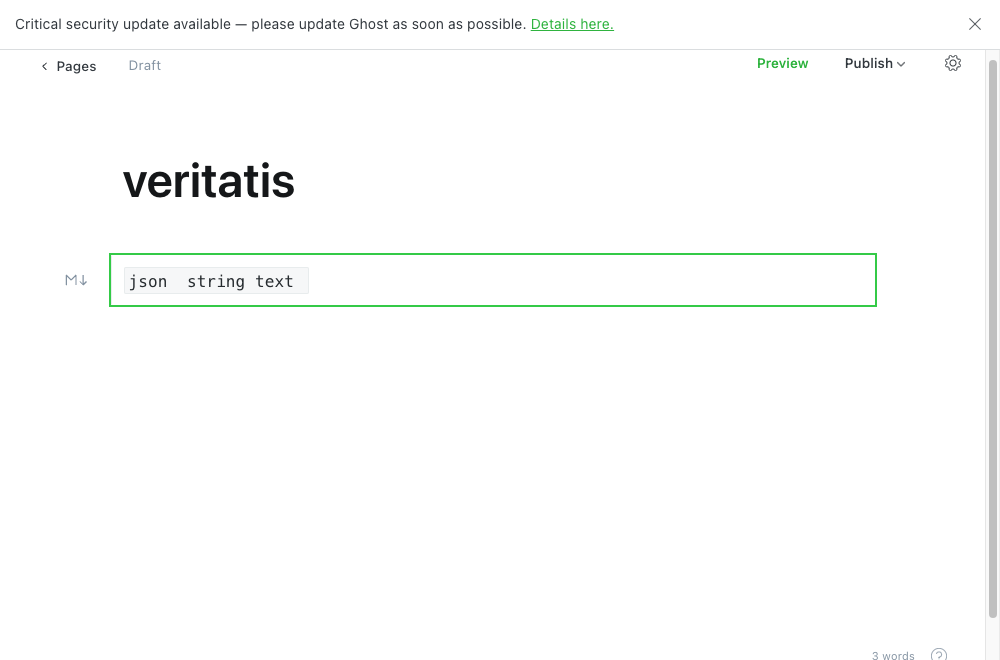 Critical security update available — please update Ghost as soon as possible. Details here.
Pages
Draft
Preview
Publish
veritatis
M↓
json  string text
3 words
?